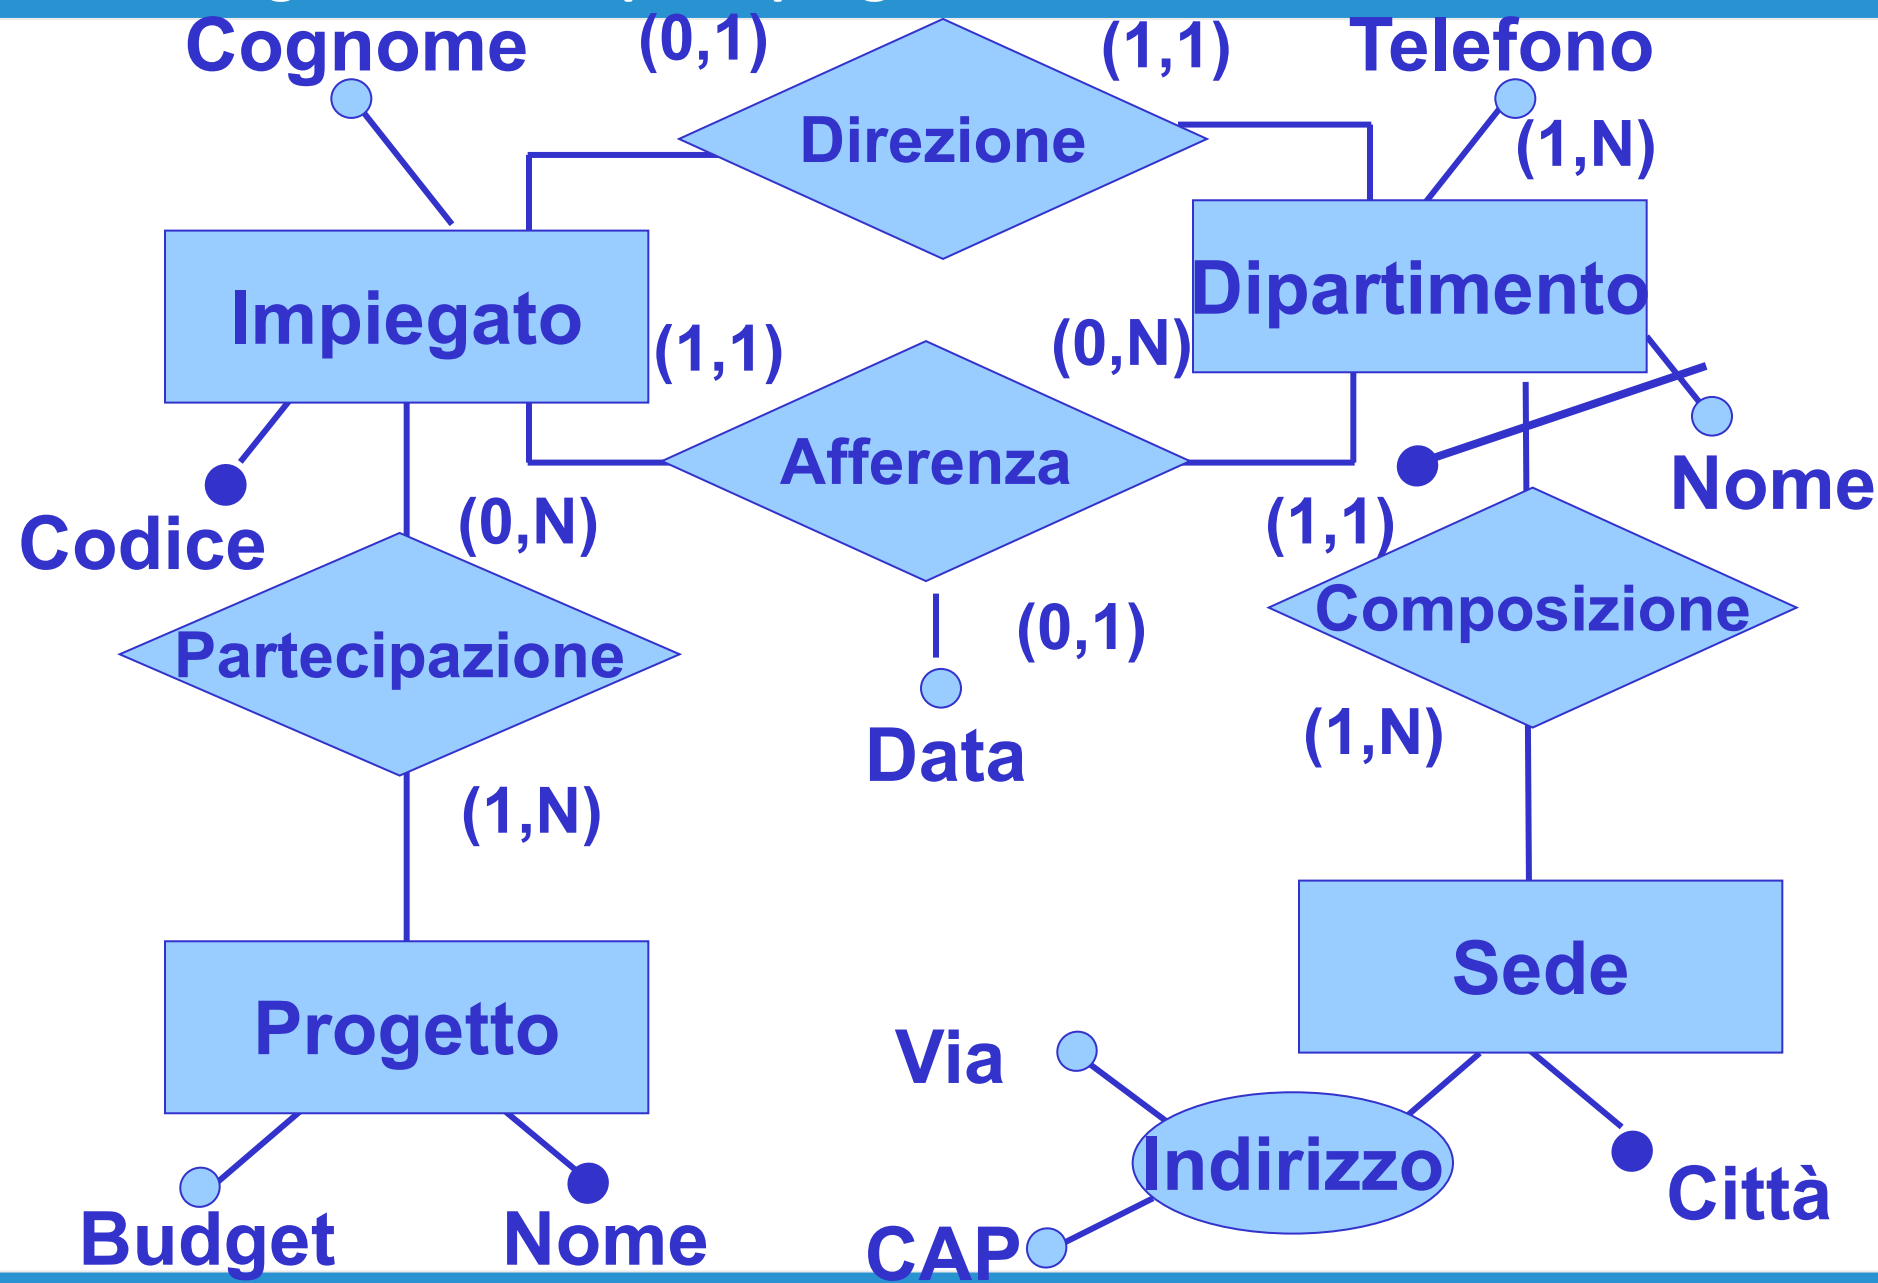 Cognome
(0,1)
(1,1)
Telefono
(1,N)
Direzione
Impiegato
Dipartimento
(1,1)
(0,N)
Afferenza
Nome
Codice
(0,N)
(1,1)
Composizione
Partecipazione
(0,1)
Data
(1,N)
(1,N)
Sede
Progetto
Via
Indirizzo
Città
Budget
Nome
CAP